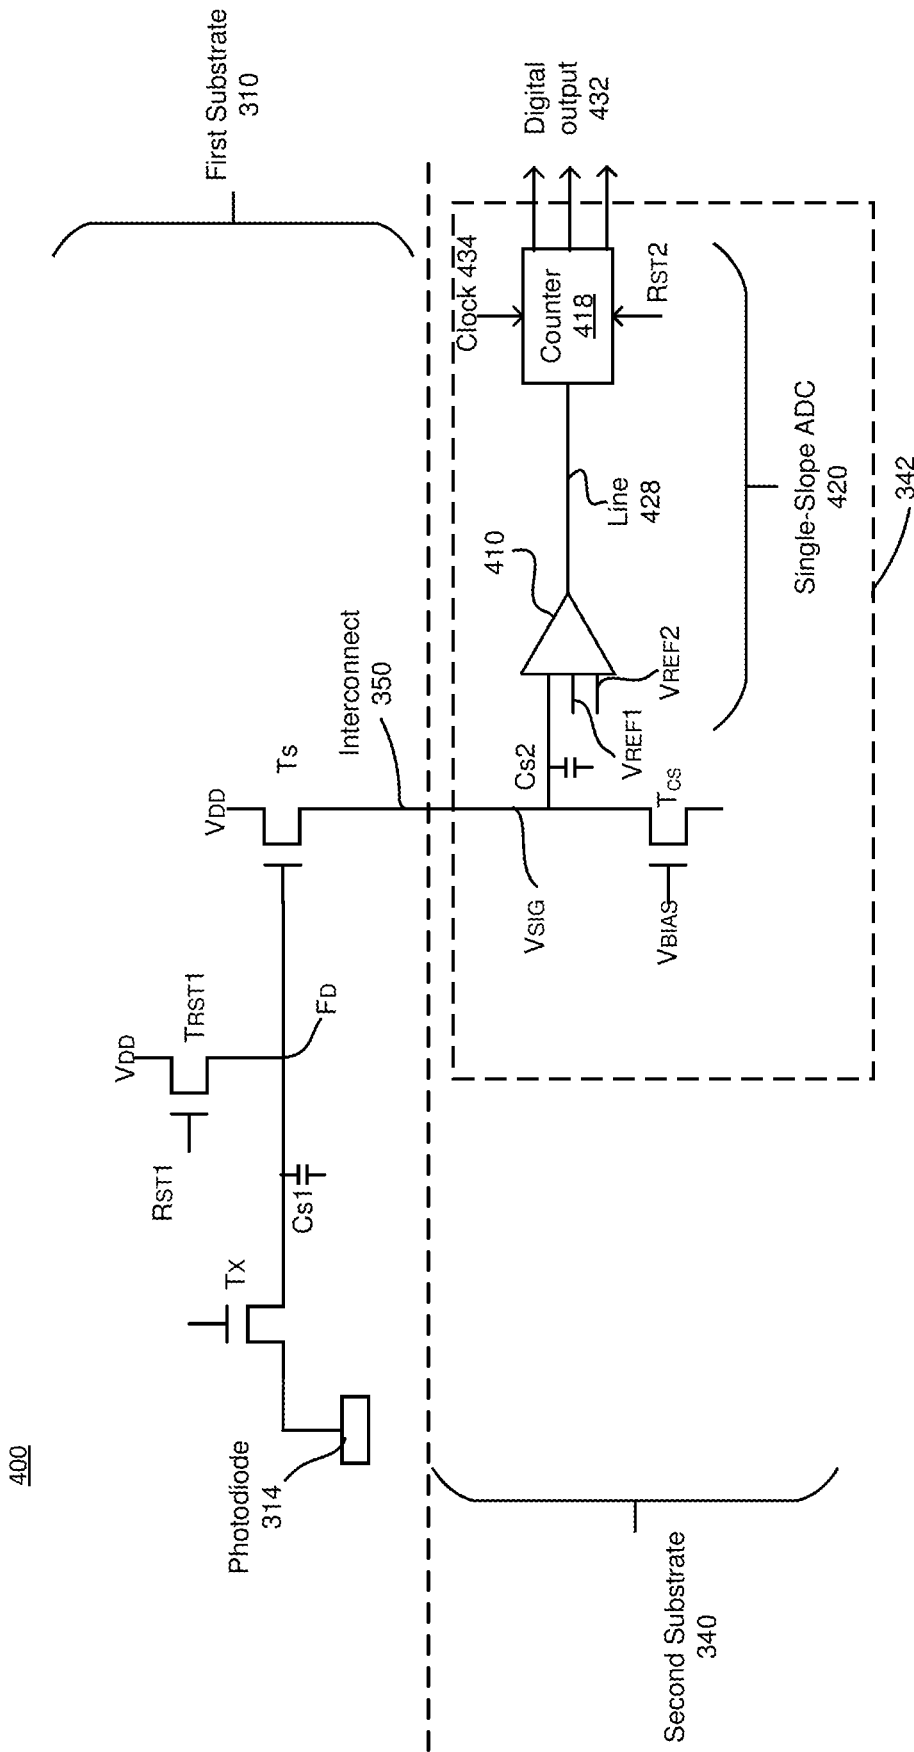 400
First Substrate
310
VDD
TRST1
RST1
VDD
Ts
TX
Cs1
FD
Interconnect
350
Photodiode
314
Second Substrate
340
VSIG
Cs2
VBIAS
TCS
VREF1
VREF2
410
Line
428
Clock 434
Counter
418
RST2
Digital
output
432
Single-Slope ADC
420
342